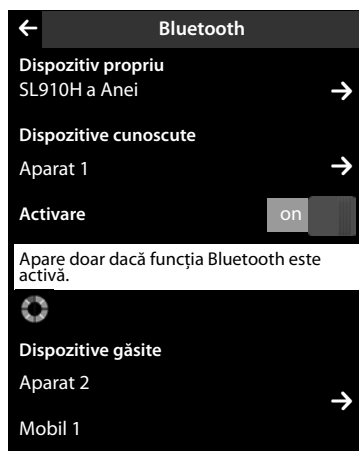 Bluetooth
Dispozitiv propriu
SL910H a Anei
Dispozitive cunoscute
Aparat 1
Activare
on
Apare doar dacă funcția Bluetooth este
activă.
Dispozitive găsite
Aparat 2
Mobil 1